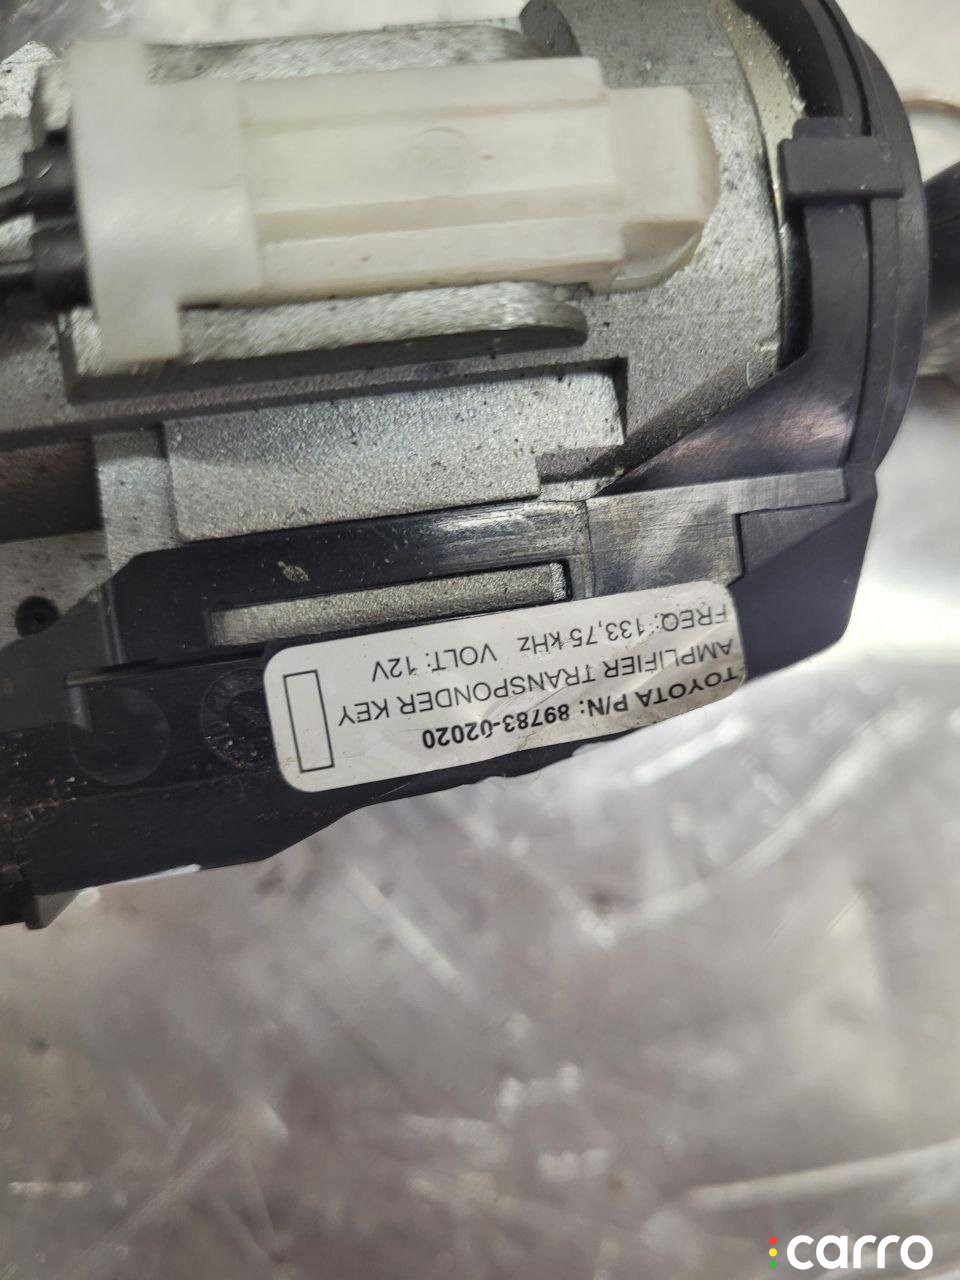 TOYOTA P/N: 89783-02020
AMPLIFIER TRANSPONDER KEY
FREQ: 133,75 kHz VOLT: 12V
carro